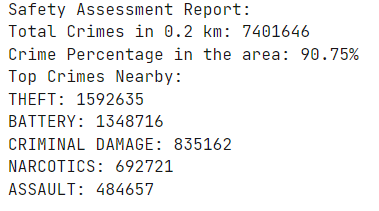 Safety Assessment Report:
Total Crimes in 0.2 km: 7401646
Crime Percentage in the area: 90.75%
Top Crimes Nearby:
THEFT: 1592635
BATTERY: 1348716
CRIMINAL DAMAGE: 835162
NARCOTICS: 692721
ASSAULT: 484657